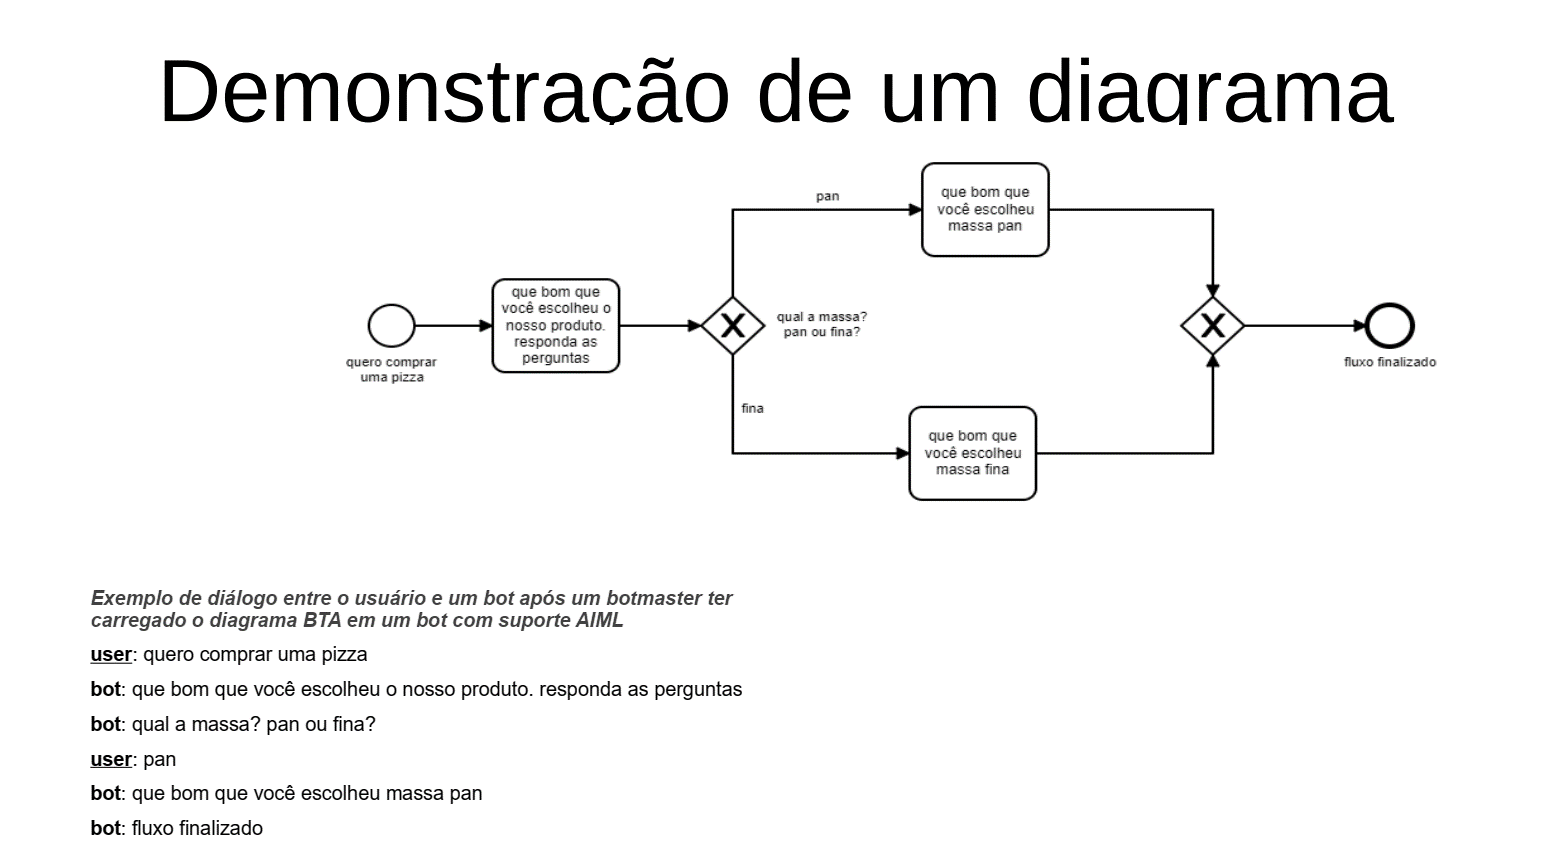 Demonstração de um diagrama
pan
que bom que
você escolheu
massa pan
quero comprar
uma pizza
que bom que
você escolheu o
nosso produto.
responda as
perguntas
qual a massa?
pan ou fina?
fina
que bom que
você escolheu
massa fina
fluxo finalizado
Exemplo de diálogo entre o usuário e um bot após um botmaster ter
carregado o diagrama BTA em um bot com suporte AIML
user: quero comprar uma pizza
bot: que bom que você escolheu o nosso produto. responda as perguntas
bot: qual a massa? pan ou fina?
user: pan
bot: que bom que você escolheu massa pan
bot: fluxo finalizado